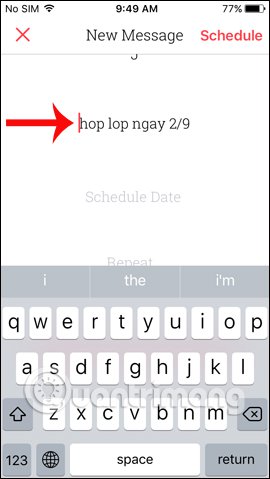 No SIM 9:49 AM 77%
New Message Schedule
hop lop ngay 2/9
Schedule Date
Repeat
i the i'm
q w e r t y u i o p
a s d f g h j k l
z x c v b n m
Quantrimang
123 space return